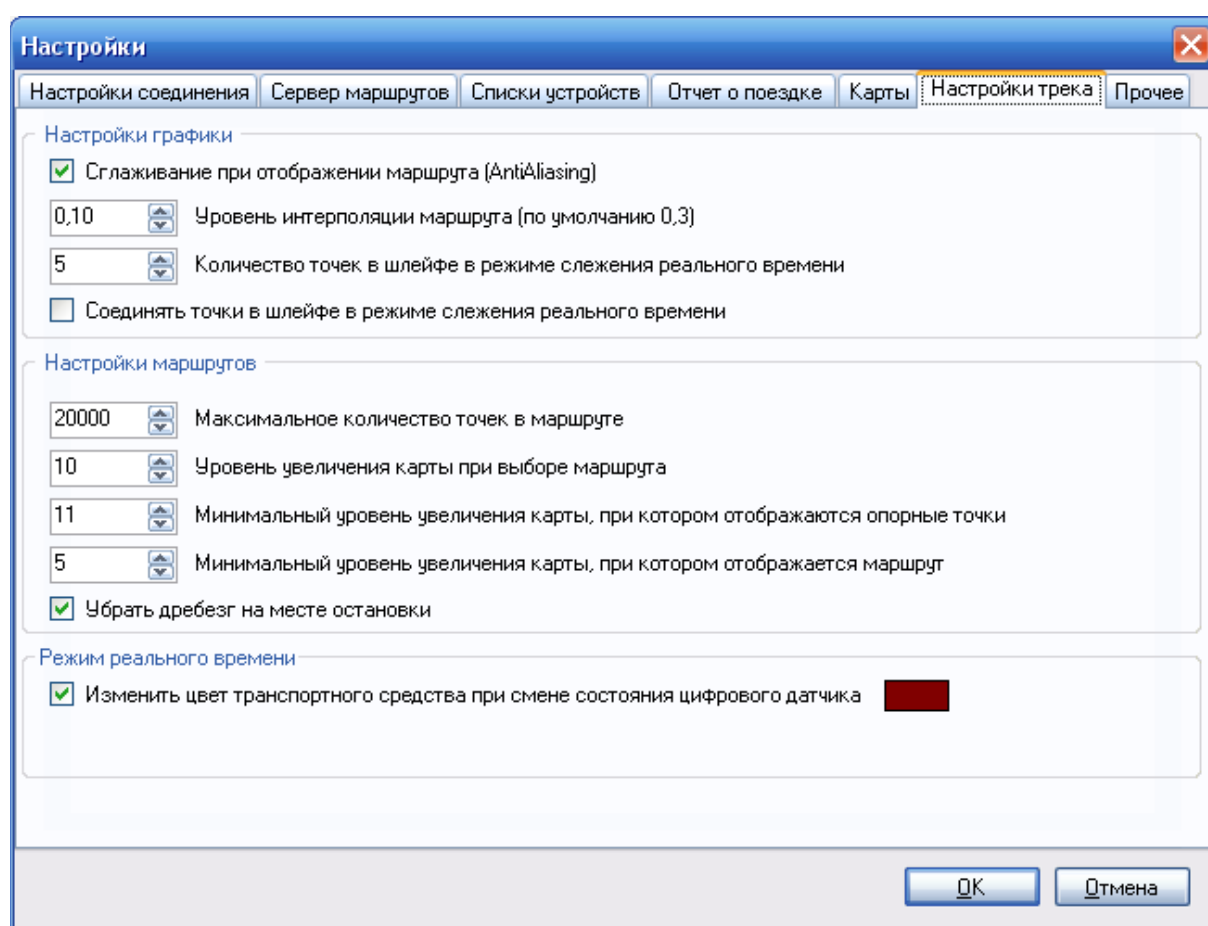 Настройки
Настройки соединения Сервер маршрутов Списки устройств Отчет о поездке Карты Настройки трека Прочее
Настройки графики
Сглаживание при отображении маршрута (AntiAliasing)
0,10 Уровень интерполяции маршрута (по умолчанию 0,3)
5 Количество точек в шлейфе в режиме слежения реального времени
Соединять точки в шлейфе в режиме слежения реального времени
Настройки маршрутов
20000 Максимальное количество точек в маршруте
10 Уровень увеличения карты при выборе маршрута
11 Минимальный уровень увеличения карты, при котором отображаются опорные точки
5 Минимальный уровень увеличения карты, при котором отображается маршрут
Убрать дребезг на месте остановки
Режим реального времени
Изменить цвет транспортного средства при смене состояния цифрового датчика
OK Отмена